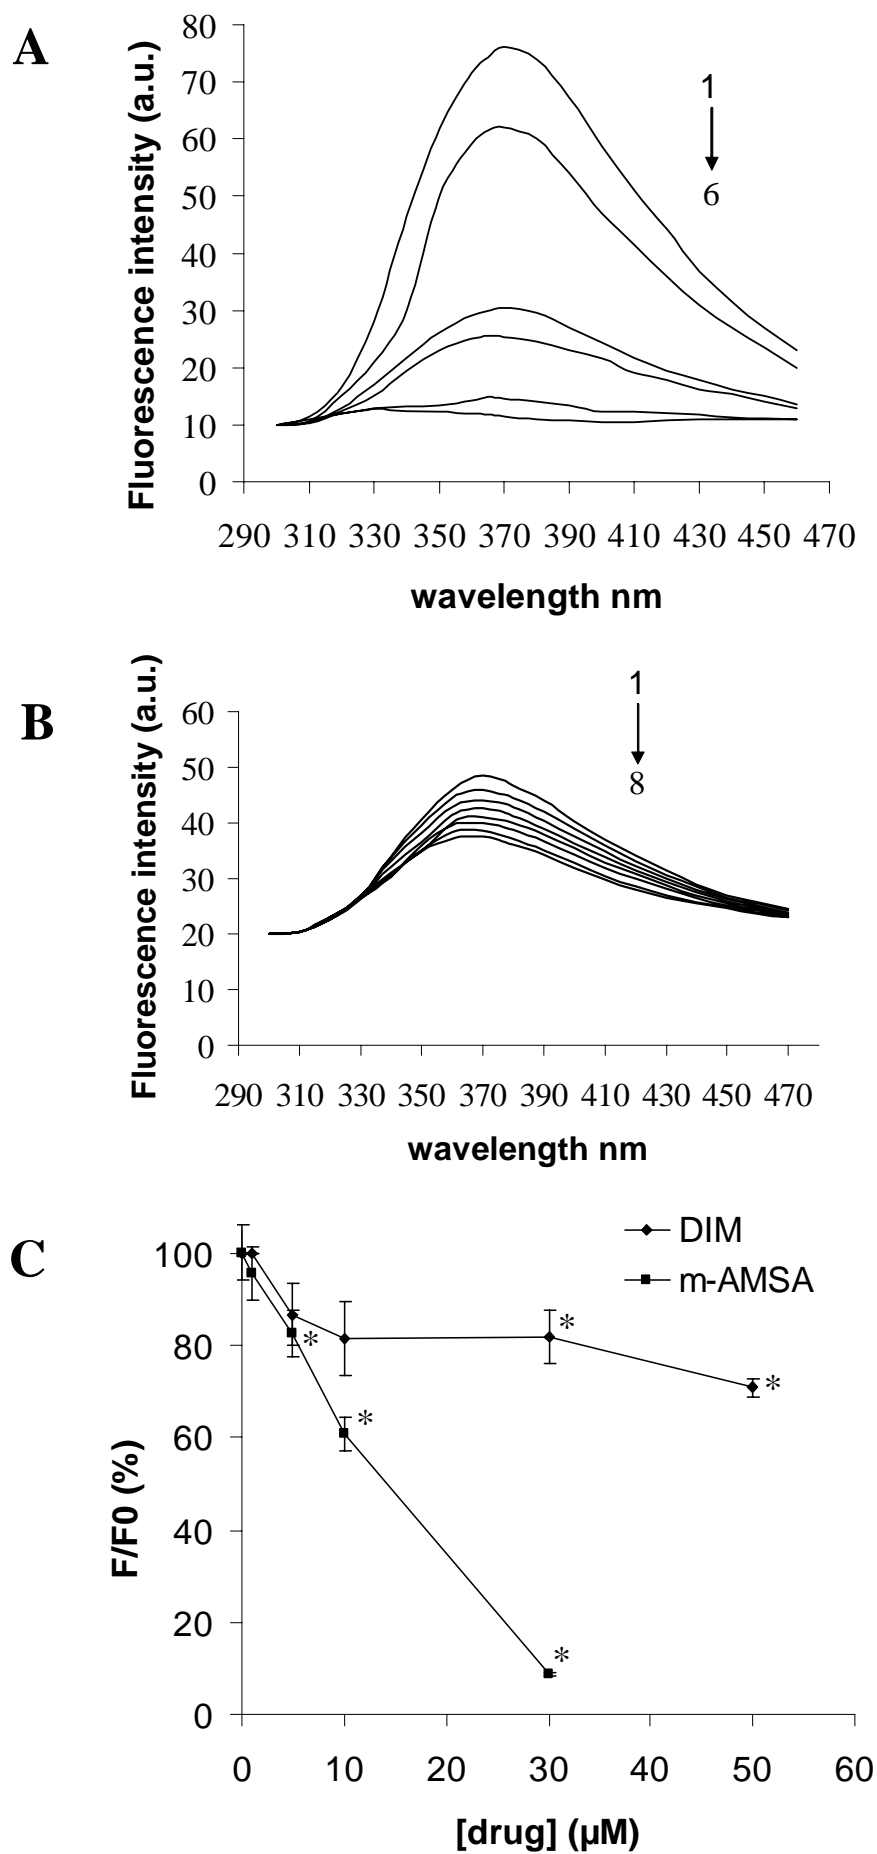 A
Fluorescence intensity (a.u.)
80
70
60
50
40
30
20
10
0
1
6
290 310 330 350 370 390 410 430 450 470
wavelength nm
B
Fluorescence intensity (a.u.)
60
50
40
30
20
10
0
1
8
290 310 330 350 370 390 410 430 450 470
wavelength nm
C
F/F0 (%)
100
80
60
40
20
0
DIM
m-AMSA
*
*
*
*
*
0 10 20 30 40 50 60
[drug] (µM)